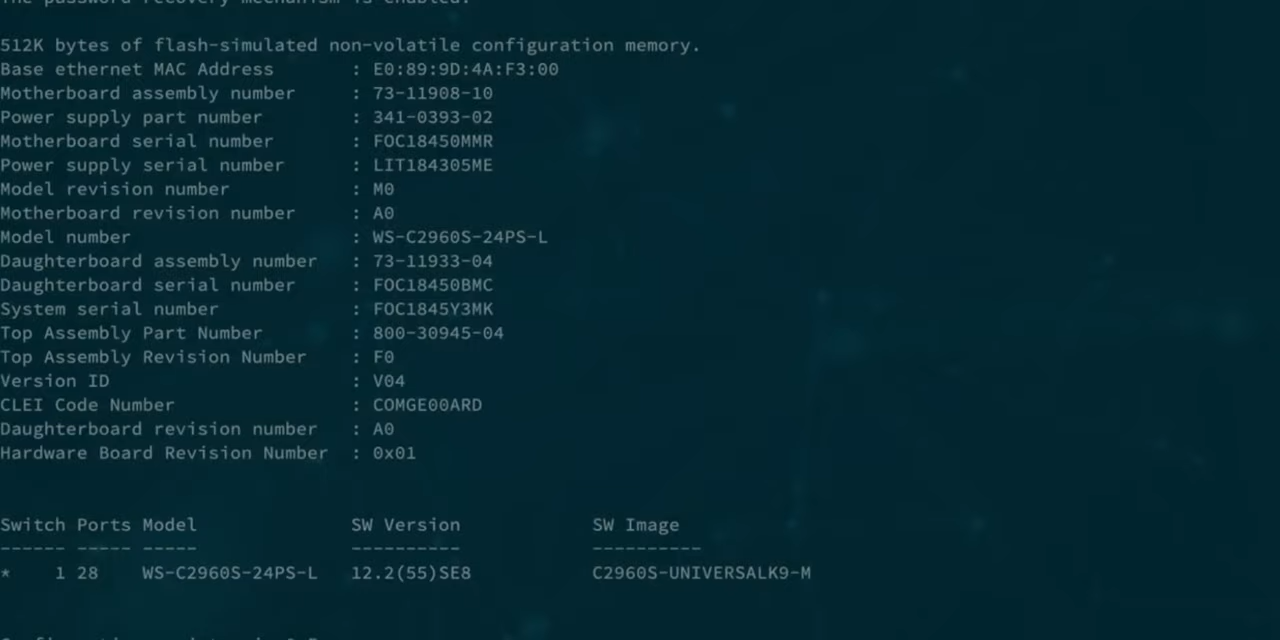 The password recovery mechanism is enabled.
512K bytes of flash-simulated non-volatile configuration memory.
Base ethernet MAC Address : E0:89:9D:4A:F3:00
Motherboard assembly number : 73-11908-10
Power supply part number : 341-0393-02
Motherboard serial number : FOC18450MMR
Power supply serial number : LIT184305ME
Model revision number : M0
Motherboard revision number : A0
Model number : WS-C2960S-24PS-L
Daughterboard assembly number : 73-11933-04
Daughterboard serial number : FOC18450BMC
System serial number : FOC1845Y3MK
Top Assembly Part Number : 800-30945-04
Top Assembly Revision Number : F0
Version ID : V04
CLEI Code Number : COMGE00ARD
Daughterboard revision number : A0
Hardware Board Revision Number : 0x01
Switch Ports Model SW Version SW Image
------ ----- ----- ---------- ----------
* 1 28 WS-C2960S-24PS-L 12.2(55)SE8 C2960S-UNIVERSALK9-M